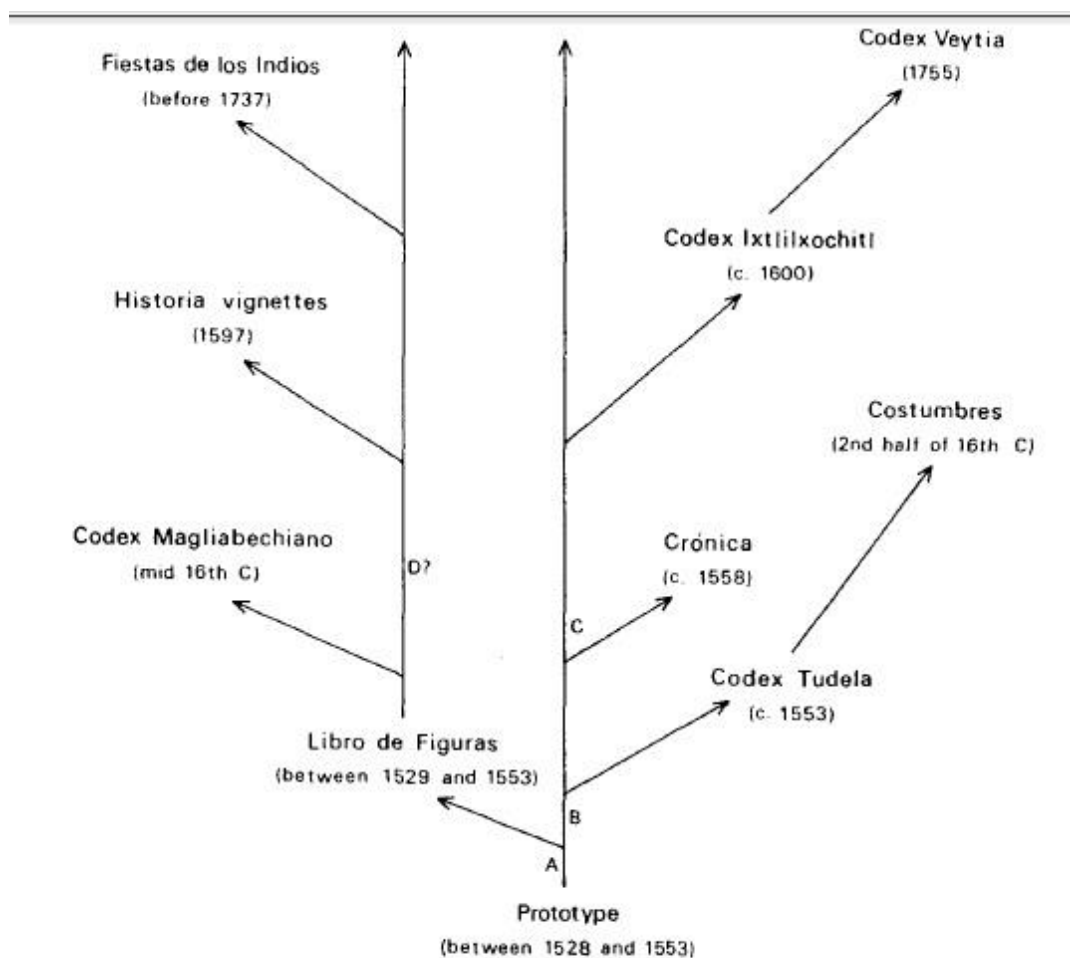 Codex Veytia
(1755)
Fiestas de los Indios
(before 1737)
Codex Ixtlilxochitl
(c. 1600)
Historia vignettes
(1597)
Costumbres
(2nd half of 16th C)
Codex Magliabechiano
(mid 16th C)
D?
Crónica
(c. 1558)
C
Codex Tudela
(c. 1553)
Libro de Figuras
(between 1529 and 1553)
B
A
Prototype
(between 1528 and 1553)